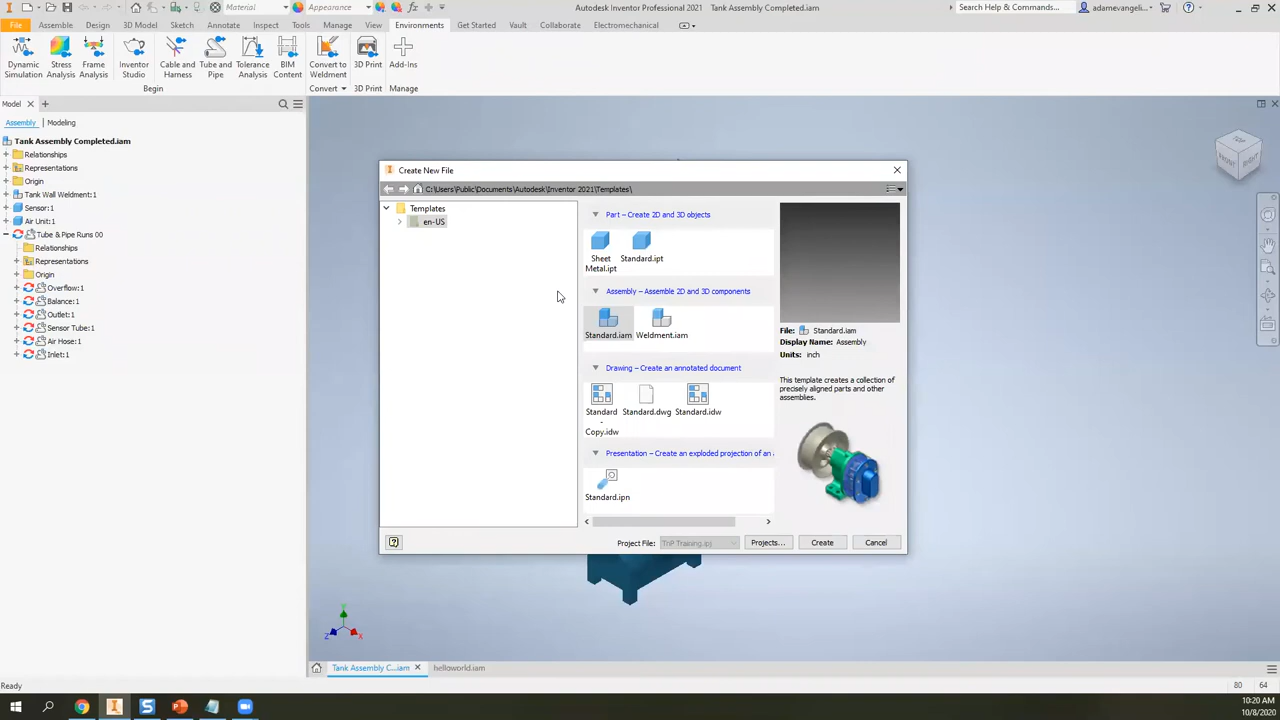 Material
Appearance
Autodesk Inventor Professional 2021 Tank Assembly Completed.iam
Search Help & Commands...
adamevangeli...
File Assemble Design 3D Model Sketch Annotate Inspect Tools Manage View Environments Get Started Vault Collaborate Electromechanical
Dynamic Simulation
Stress Analysis
Frame Analysis
Inventor Studio
Cable and Harness
Tube and Pipe
Tolerance Analysis
BIM Content
Convert to Weldment
3D Print
Add-Ins
Begin Convert 3D Print Manage
Model
Assembly Modeling
Tank Assembly Completed.iam
Relationships
Representations
Origin
Tank Wall Weldment:1
Sensor:1
Air Unit:1
Tube & Pipe Runs 00
Relationships
Representations
Origin
Overflow:1
Balance:1
Outlet:1
Sensor Tube:1
Air Hose:1
Inlet:1
Create New File
C:\Users\Public\Documents\Autodesk\Inventor 2021\Templates\
Templates
en-US
Part – Create 2D and 3D objects
Sheet Metal.ipt
Standard.ipt
Assembly – Assemble 2D and 3D components
Standard.iam
Weldment.iam
Drawing – Create an annotated document
Standard - Copy.idw
Standard.dwg
Standard.idw
Presentation – Create an exploded projection of an a
Standard.ipn
File: Standard.iam
Display Name: Assembly
Units: inch
This template creates a collection of
precisely aligned parts and other
assemblies.
Project File: TnP Training.ipj
Projects... Create Cancel
TOP
FRONT
RIGHT
Y
Z
X
Tank Assembly C...iam
helloworld.iam
Ready
80 64
10:20 AM
10/8/2020